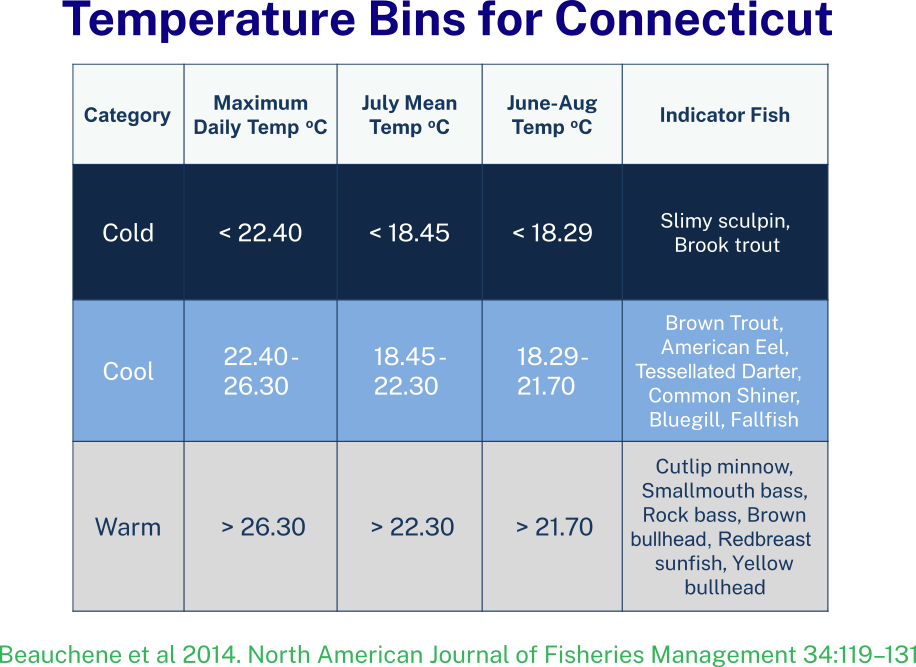 Temperature Bins for Connecticut
Category
Maximum
Daily Temp ºC
July Mean
Temp ºC
June-Aug
Temp ºC
Indicator Fish
Cold
< 22.40
< 18.45
< 18.29
Slimy sculpin,
Brook trout
Cool
22.40-
26.30
18.45-
22.30
18.29-
21.70
Brown Trout,
American Eel,
Tessellated Darter,
Common Shiner,
Bluegill, Fallfish
Warm
> 26.30
> 22.30
> 21.70
Cutlip minnow,
Smallmouth bass,
Rock bass, Brown
bullhead, Redbreast
sunfish, Yellow
bullhead
Beauchene et al 2014. North American Journal of Fisheries Management 34:119–131